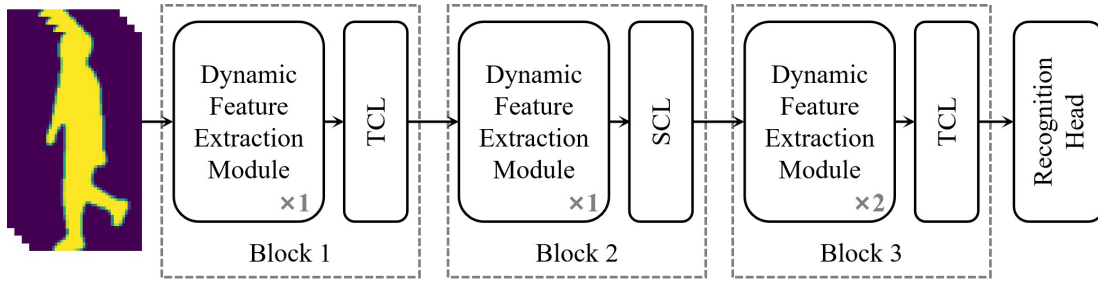 Dynamic
Feature
Extraction
Module
×1
TCL
Block 1
Dynamic
Feature
Extraction
Module
×1
SCL
Block 2
Dynamic
Feature
Extraction
Module
×2
TCL
Block 3
Recognition
Head